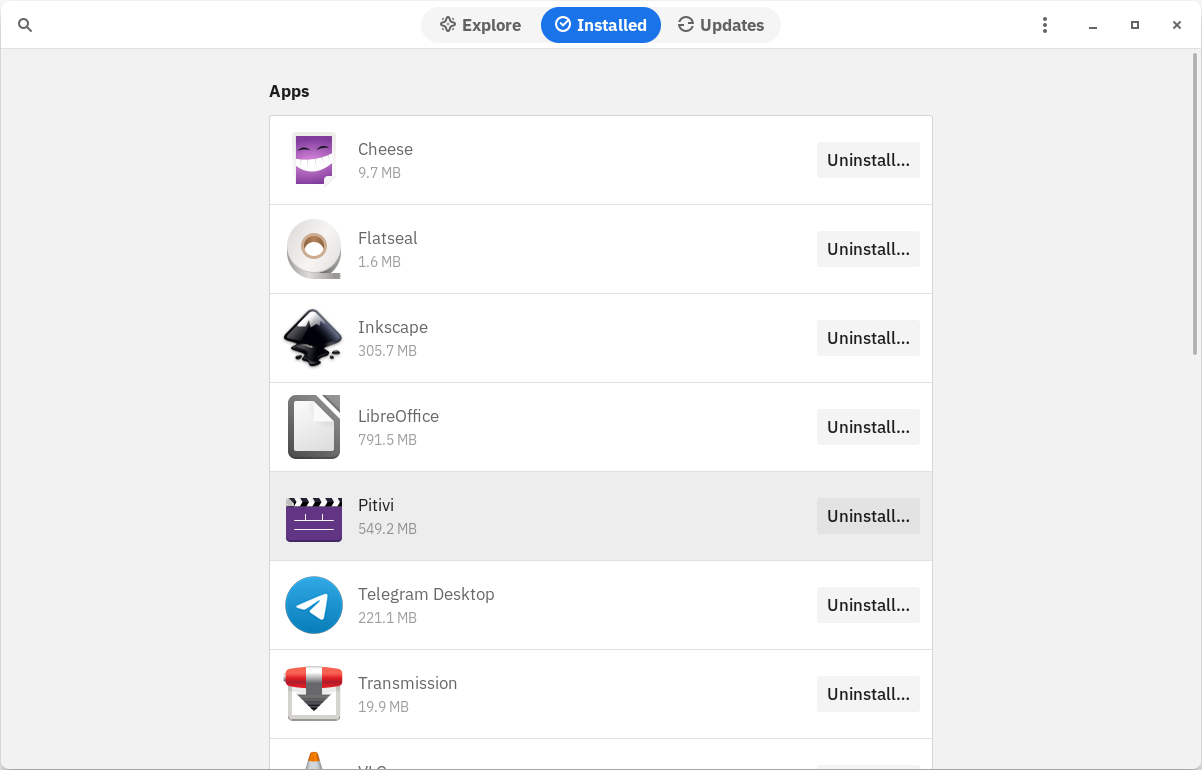 Explore
Installed
Updates
Apps
Cheese
9.7 MB
Uninstall...
Flatseal
1.6 MB
Uninstall...
Inkscape
305.7 MB
Uninstall...
LibreOffice
791.5 MB
Uninstall...
Pitivi
549.2 MB
Uninstall...
Telegram Desktop
221.1 MB
Uninstall...
Transmission
19.9 MB
Uninstall...
VLC